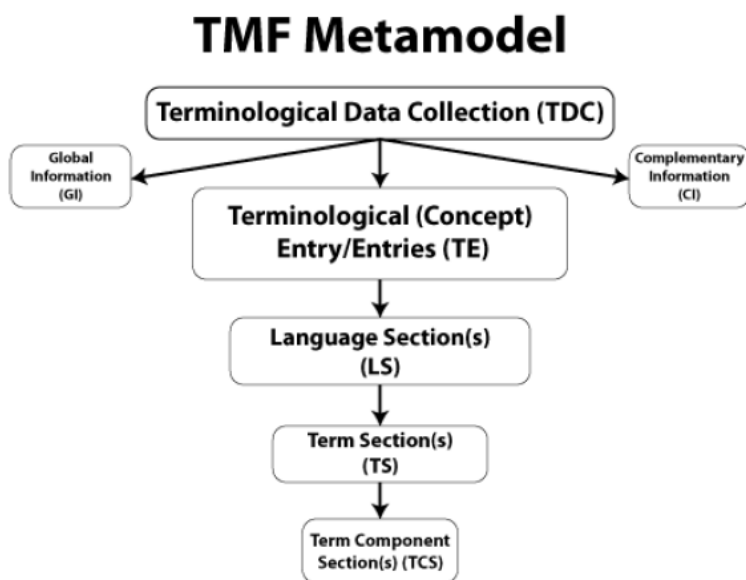 TMF Metamodel
Terminological Data Collection (TDC)
Global
Information
(GI)
Complementary
Information
(CI)
Terminological (Concept)
Entry/Entries (TE)
Language Section(s)
(LS)
Term Section(s)
(TS)
Term Component
Section(s) (TCS)